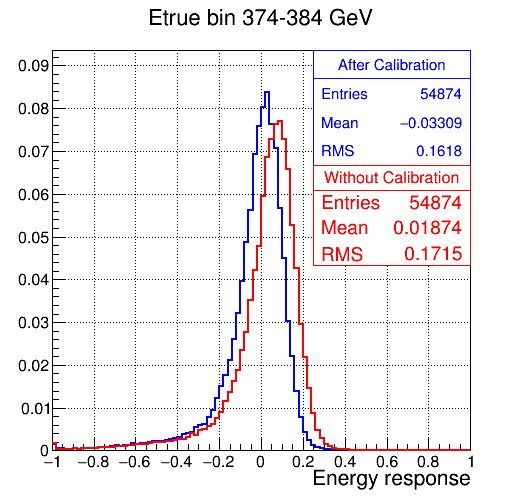 Etrue bin 374-384 GeV
After Calibration
Entries 54874
Mean −0.03309
RMS 0.1618
Without Calibration
Entries 54874
Mean 0.01874
RMS 0.1715
0.09
0.08
0.07
0.06
0.05
0.04
0.03
0.02
0.01
0
−1 −0.8 −0.6 −0.4 −0.2 0 0.2 0.4 0.6 0.8 1
Energy response